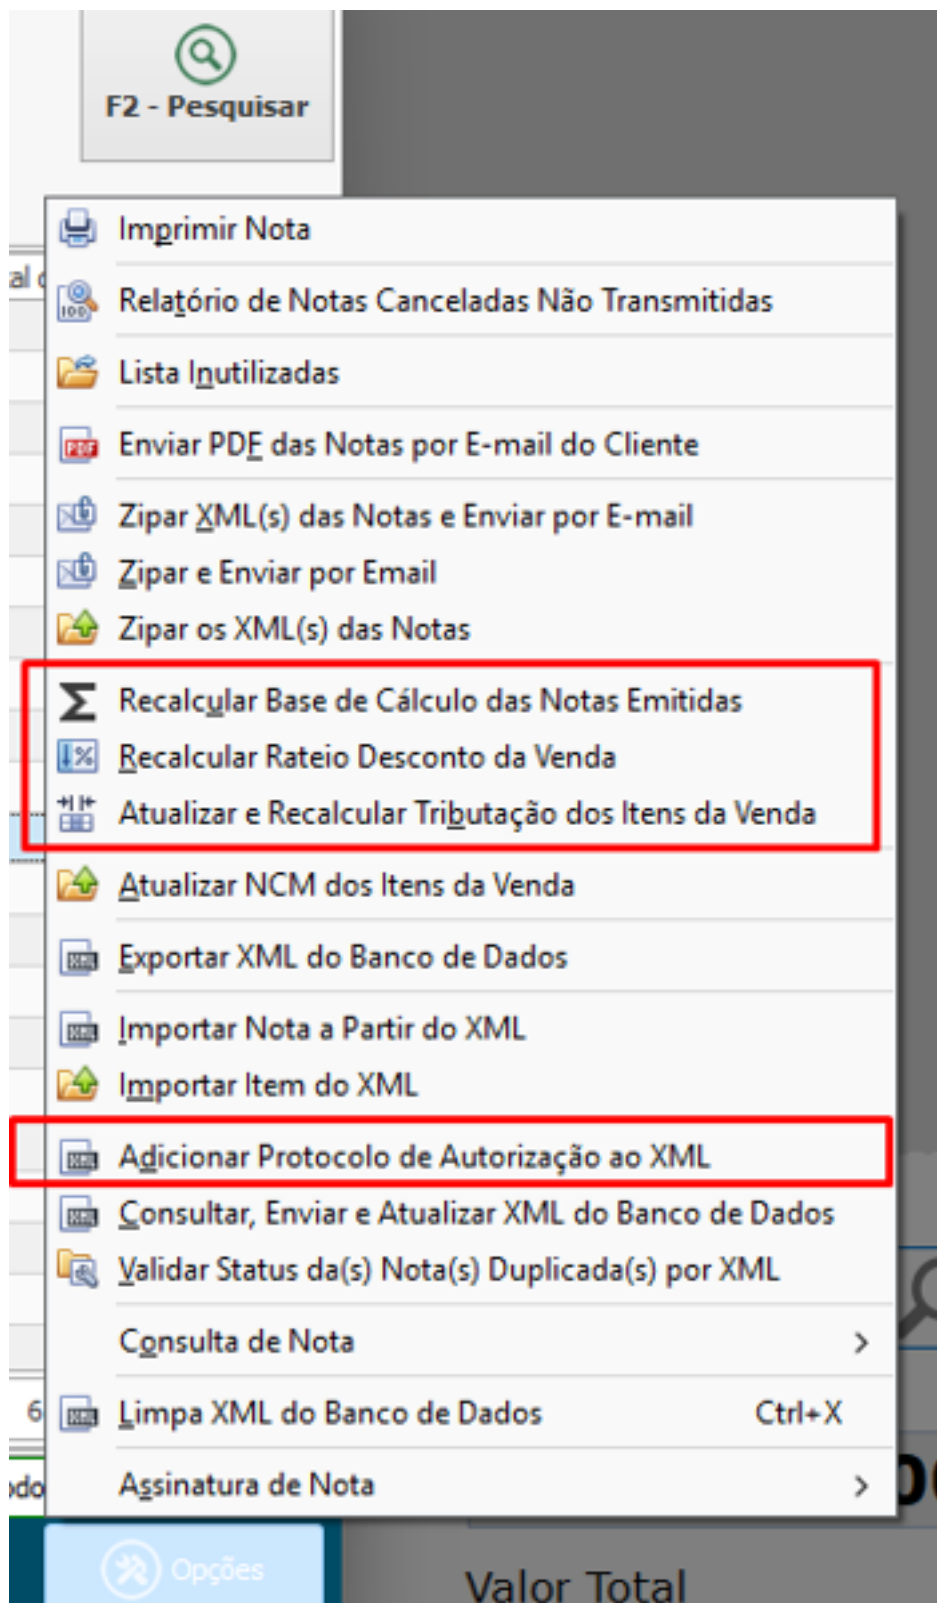 F2 - Pesquisar
Imprimir Nota
Relatório de Notas Canceladas Não Transmitidas
Lista Inutilizadas
Enviar PDF das Notas por E-mail do Cliente
Zipar XML(s) das Notas e Enviar por E-mail
Zipar e Enviar por Email
Zipar os XML(s) das Notas
Recalcular Base de Cálculo das Notas Emitidas
Recalcular Rateio Desconto da Venda
Atualizar e Recalcular Tributação dos Itens da Venda
Atualizar NCM dos Itens da Venda
Exportar XML do Banco de Dados
Importar Nota a Partir do XML
Importar Item do XML
Adicionar Protocolo de Autorização ao XML
Consultar, Enviar e Atualizar XML do Banco de Dados
Validar Status da(s) Nota(s) Duplicada(s) por XML
Consulta de Nota
6
Limpa XML do Banco de Dados Ctrl+X
Assinatura de Nota
Opções
Valor Total